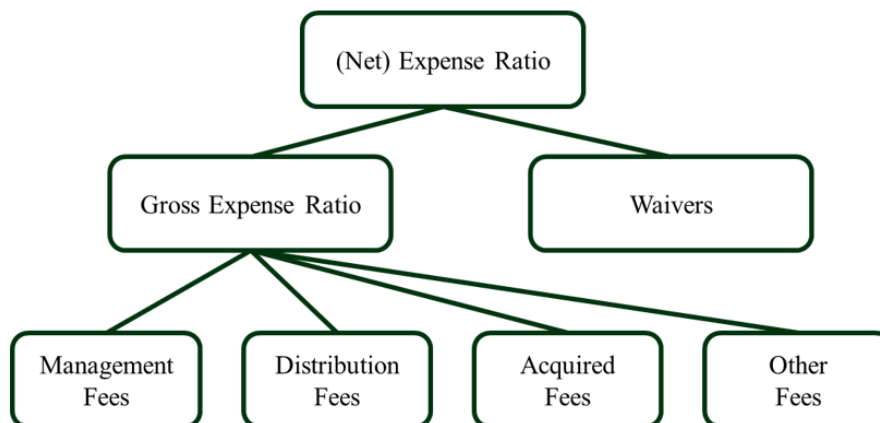 (Net) Expense Ratio
Gross Expense Ratio
Waivers
Management
Fees
Distribution
Fees
Acquired
Fees
Other
Fees